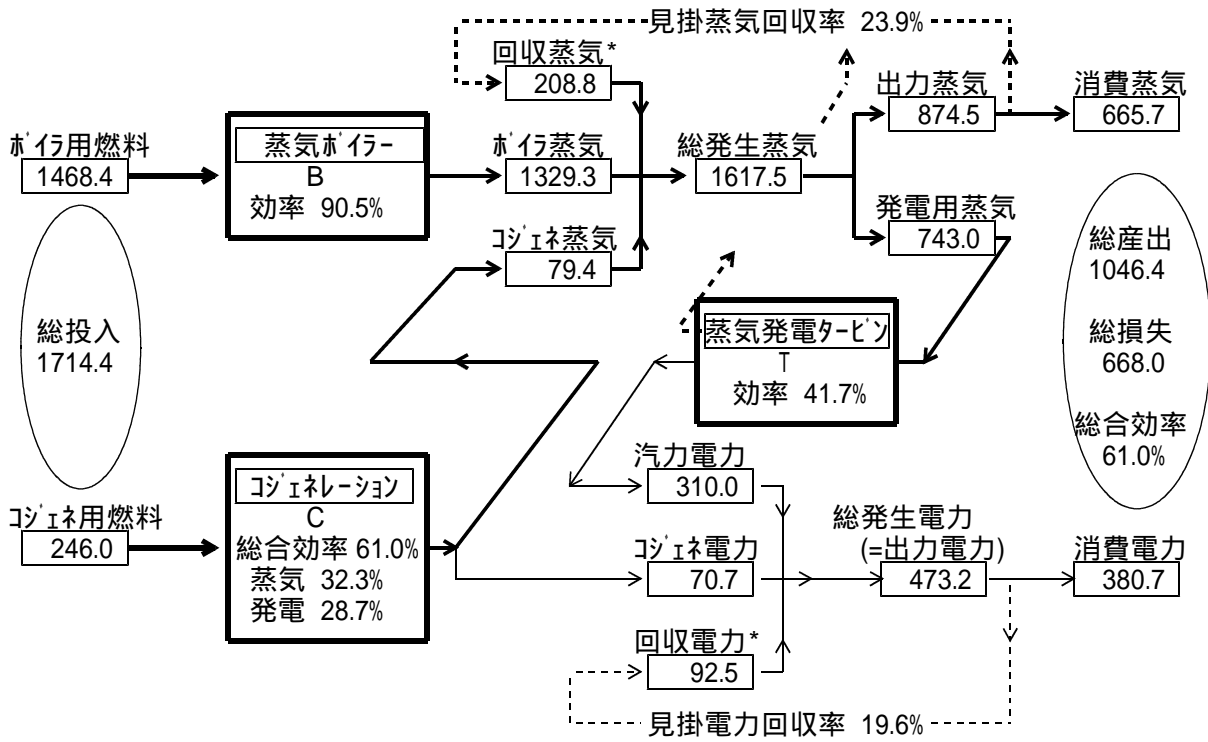 見掛蒸気回収率 23.9%
回収蒸気*
208.8
出力蒸気
874.5
消費蒸気
665.7
ﾎﾞｲﾗ用燃料
1468.4
蒸気ﾎﾞｲﾗｰ
B
効率 90.5%
ﾎﾞｲﾗ蒸気
1329.3
総発生蒸気
1617.5
発電用蒸気
743.0
ｺｼﾞｪﾈ蒸気
79.4
総投入
1714.4
蒸気発電ﾀｰﾋﾞﾝ
T
効率 41.7%
総産出
1046.4
総損失
668.0
総合効率
61.0%
ｺｼﾞｪﾈ用燃料
246.0
ｺｼﾞｪﾈﾚｰｼｮﾝ
C
総合効率 61.0%
蒸気 32.3%
発電 28.7%
汽力電力
310.0
ｺｼﾞｪﾈ電力
70.7
総発生電力
(=出力電力)
473.2
消費電力
380.7
回収電力*
92.5
見掛電力回収率 19.6%